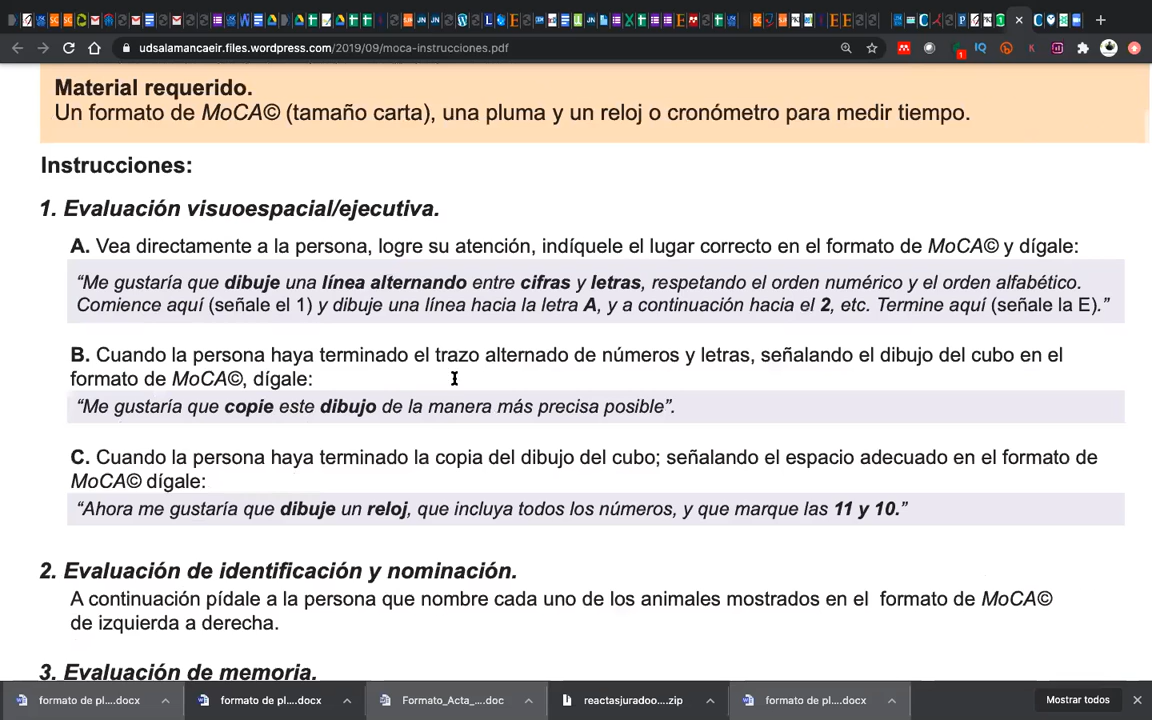 udsalamancaeir.files.wordpress.com/2019/09/moca-instrucciones.pdf
Material requerido.
Un formato de MoCA© (tamaño carta), una pluma y un reloj o cronómetro para medir tiempo.
Instrucciones:
1. Evaluación visuoespacial/ejecutiva.
A. Vea directamente a la persona, logre su atención, indíquele el lugar correcto en el formato de MoCA© y dígale:
“Me gustaría que dibuje una línea alternando entre cifras y letras, respetando el orden numérico y el orden alfabético.
Comience aquí (señale el 1) y dibuje una línea hacia la letra A, y a continuación hacia el 2, etc. Termine aquí (señale la E).”
B. Cuando la persona haya terminado el trazo alternado de números y letras, señalando el dibujo del cubo en el
formato de MoCA©, dígale:
“Me gustaría que copie este dibujo de la manera más precisa posible”.
C. Cuando la persona haya terminado la copia del dibujo del cubo; señalando el espacio adecuado en el formato de
MoCA© dígale:
“Ahora me gustaría que dibuje un reloj, que incluya todos los números, y que marque las 11 y 10.”
2. Evaluación de identificación y nominación.
A continuación pídale a la persona que nombre cada uno de los animales mostrados en el formato de MoCA©
de izquierda a derecha.
3. Evaluación de memoria.
formato de pl....docx
formato de pl....docx
Formato_Acta_....doc
reactasjuradoo....zip
formato de pl....docx
Mostrar todos